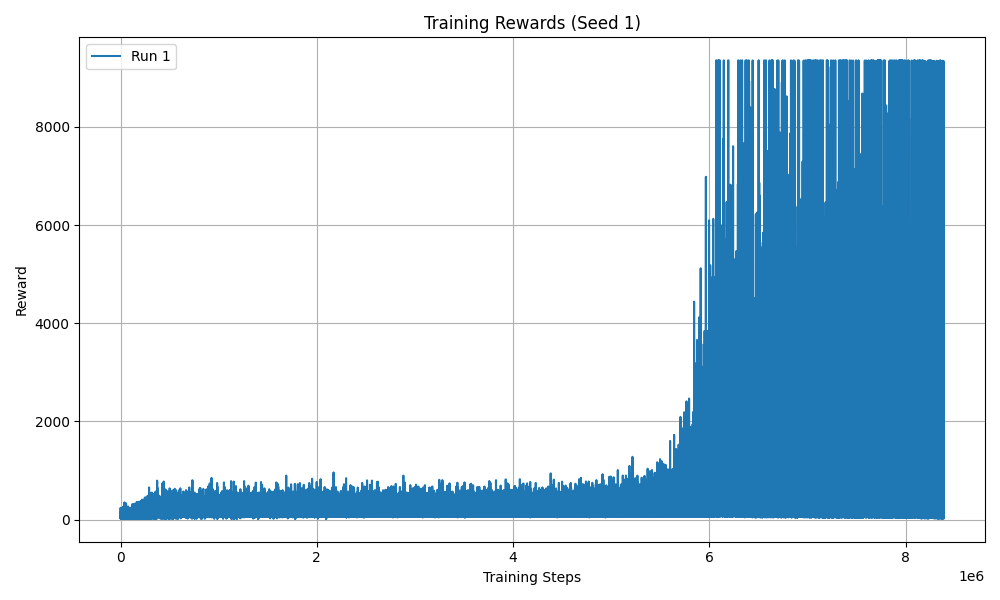 Training Rewards (Seed 1)
Run 1
Reward
8000
6000
4000
2000
0
0 2 4 6 8
1e6
Training Steps